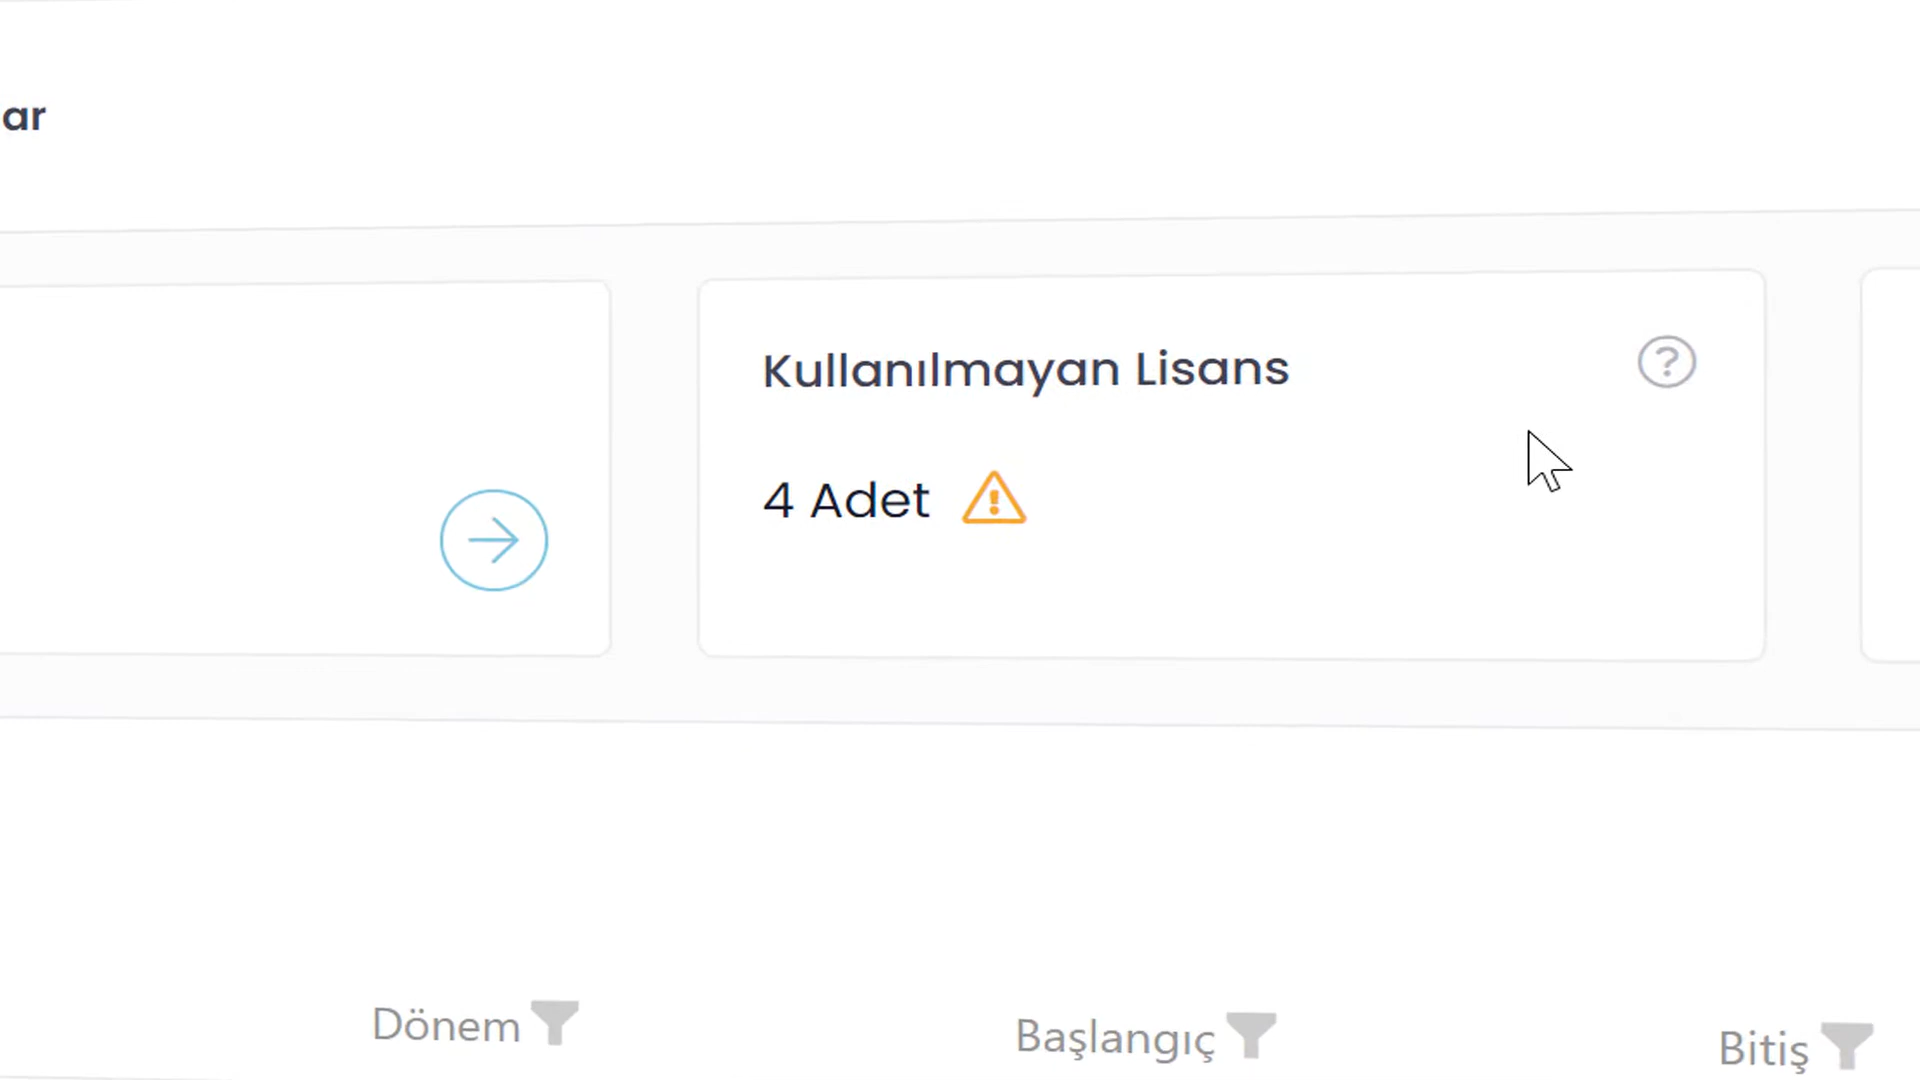 ar
Kullanılmayan Lisans
4 Adet
Dönem
Başlangıç
Bitiş